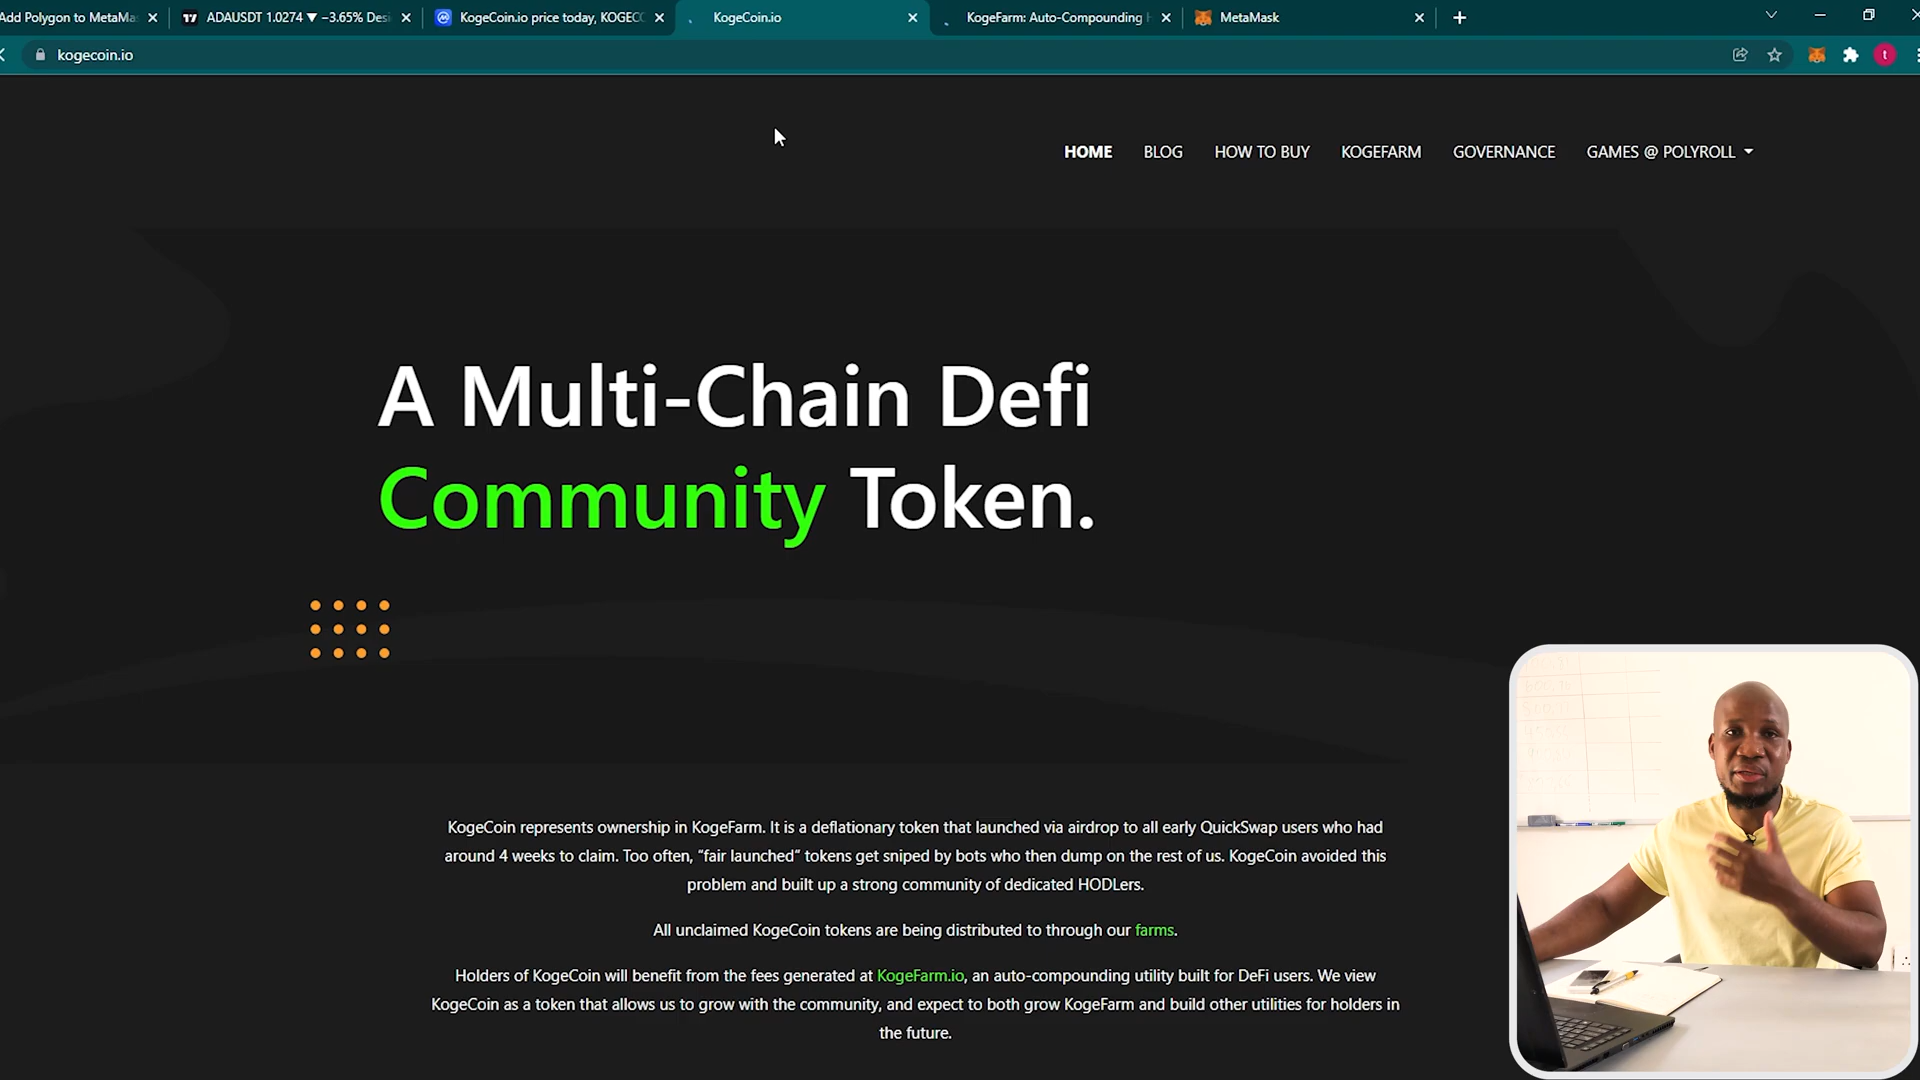 Add Polygon to MetaMa
ADAUSDT 1.0274 ▼ −3.65% Desi
KogeCoin.io price today, KOGECO
KogeCoin.io
KogeFarm: Auto-Compounding
MetaMask
kogecoin.io
t
HOME
BLOG
HOW TO BUY
KOGEFARM
GOVERNANCE
GAMES @ POLYROLL
A Multi-Chain Defi
Community Token.
KogeCoin represents ownership in KogeFarm. It is a deflationary token that launched via airdrop to all early QuickSwap users who had
around 4 weeks to claim. Too often, “fair launched” tokens get sniped by bots who then dump on the rest of us. KogeCoin avoided this
problem and built up a strong community of dedicated HODLers.
All unclaimed KogeCoin tokens are being distributed to through our farms.
Holders of KogeCoin will benefit from the fees generated at KogeFarm.io, an auto-compounding utility built for DeFi users. We view
KogeCoin as a token that allows us to grow with the community, and expect to both grow KogeFarm and build other utilities for holders in
the future.